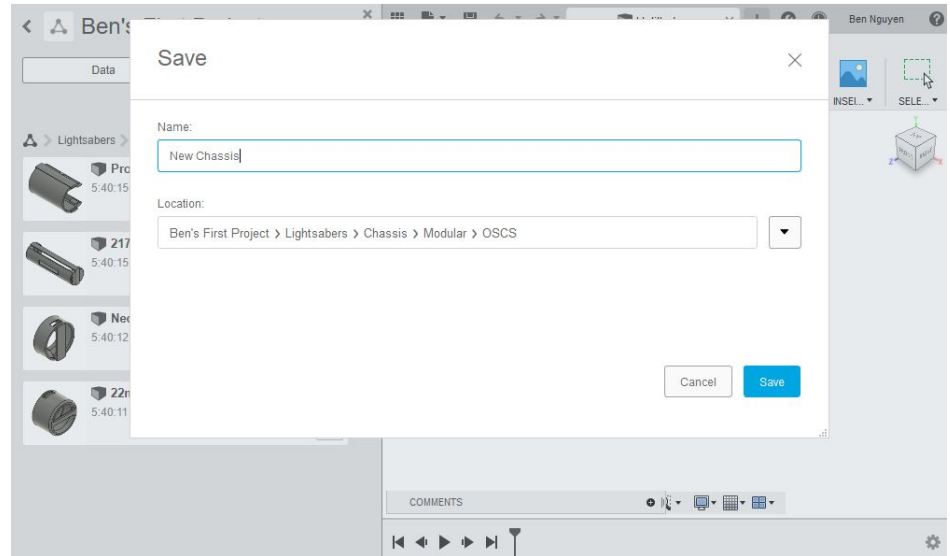 Ben's
Ben Nguyen
Save
Data
INSEI...
SELE...
Name:
New Chassis
Lightsabers >
Pro
5:40:15
Location:
Ben's First Project > Lightsabers > Chassis > Modular > OSCS
217
5:40:15
Neo
5:40:12
Cancel
Save
22m
5:40:11
COMMENTS